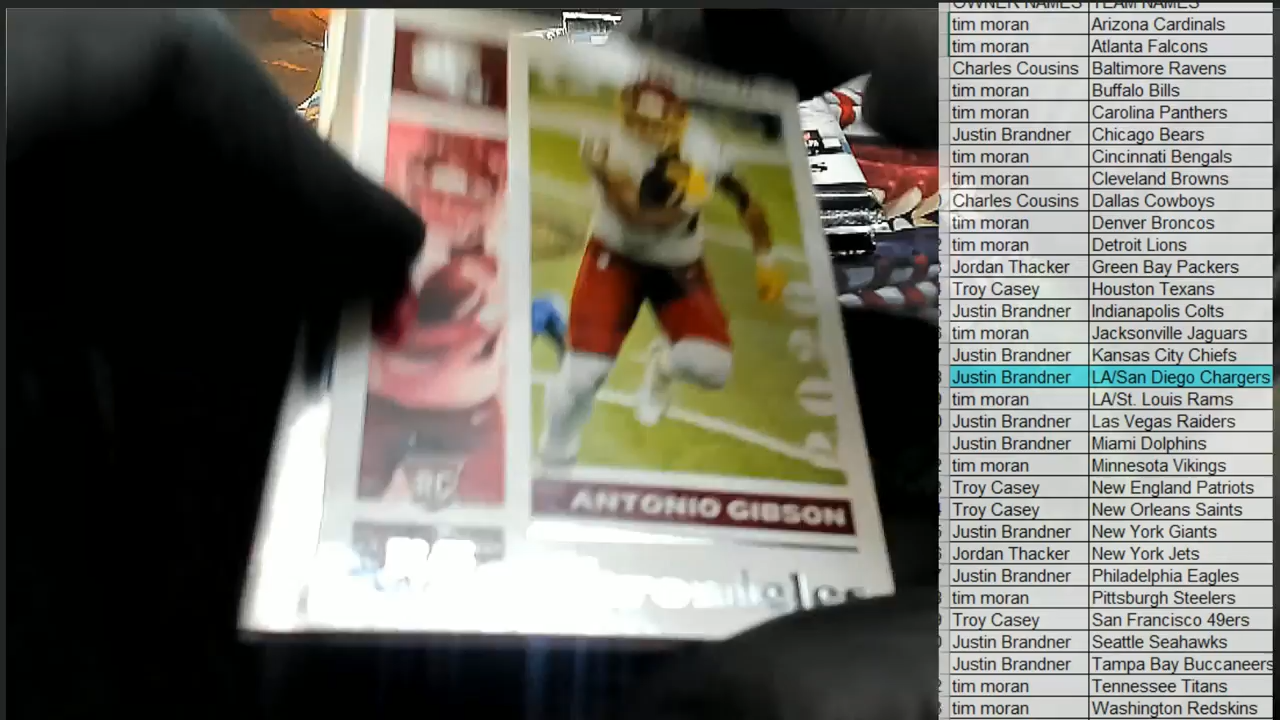 RC
ANTONIO GIBSON
Chronicles
OWNER NAMES TEAM NAMES
tim moran Arizona Cardinals
tim moran Atlanta Falcons
Charles Cousins Baltimore Ravens
tim moran Buffalo Bills
tim moran Carolina Panthers
Justin Brandner Chicago Bears
tim moran Cincinnati Bengals
tim moran Cleveland Browns
Charles Cousins Dallas Cowboys
tim moran Denver Broncos
tim moran Detroit Lions
Jordan Thacker Green Bay Packers
Troy Casey Houston Texans
Justin Brandner Indianapolis Colts
tim moran Jacksonville Jaguars
Justin Brandner Kansas City Chiefs
Justin Brandner LA/San Diego Chargers
tim moran LA/St. Louis Rams
Justin Brandner Las Vegas Raiders
Justin Brandner Miami Dolphins
tim moran Minnesota Vikings
Troy Casey New England Patriots
Troy Casey New Orleans Saints
Justin Brandner New York Giants
Jordan Thacker New York Jets
Justin Brandner Philadelphia Eagles
tim moran Pittsburgh Steelers
Troy Casey San Francisco 49ers
Justin Brandner Seattle Seahawks
Justin Brandner Tampa Bay Buccaneers
tim moran Tennessee Titans
tim moran Washington Redskins